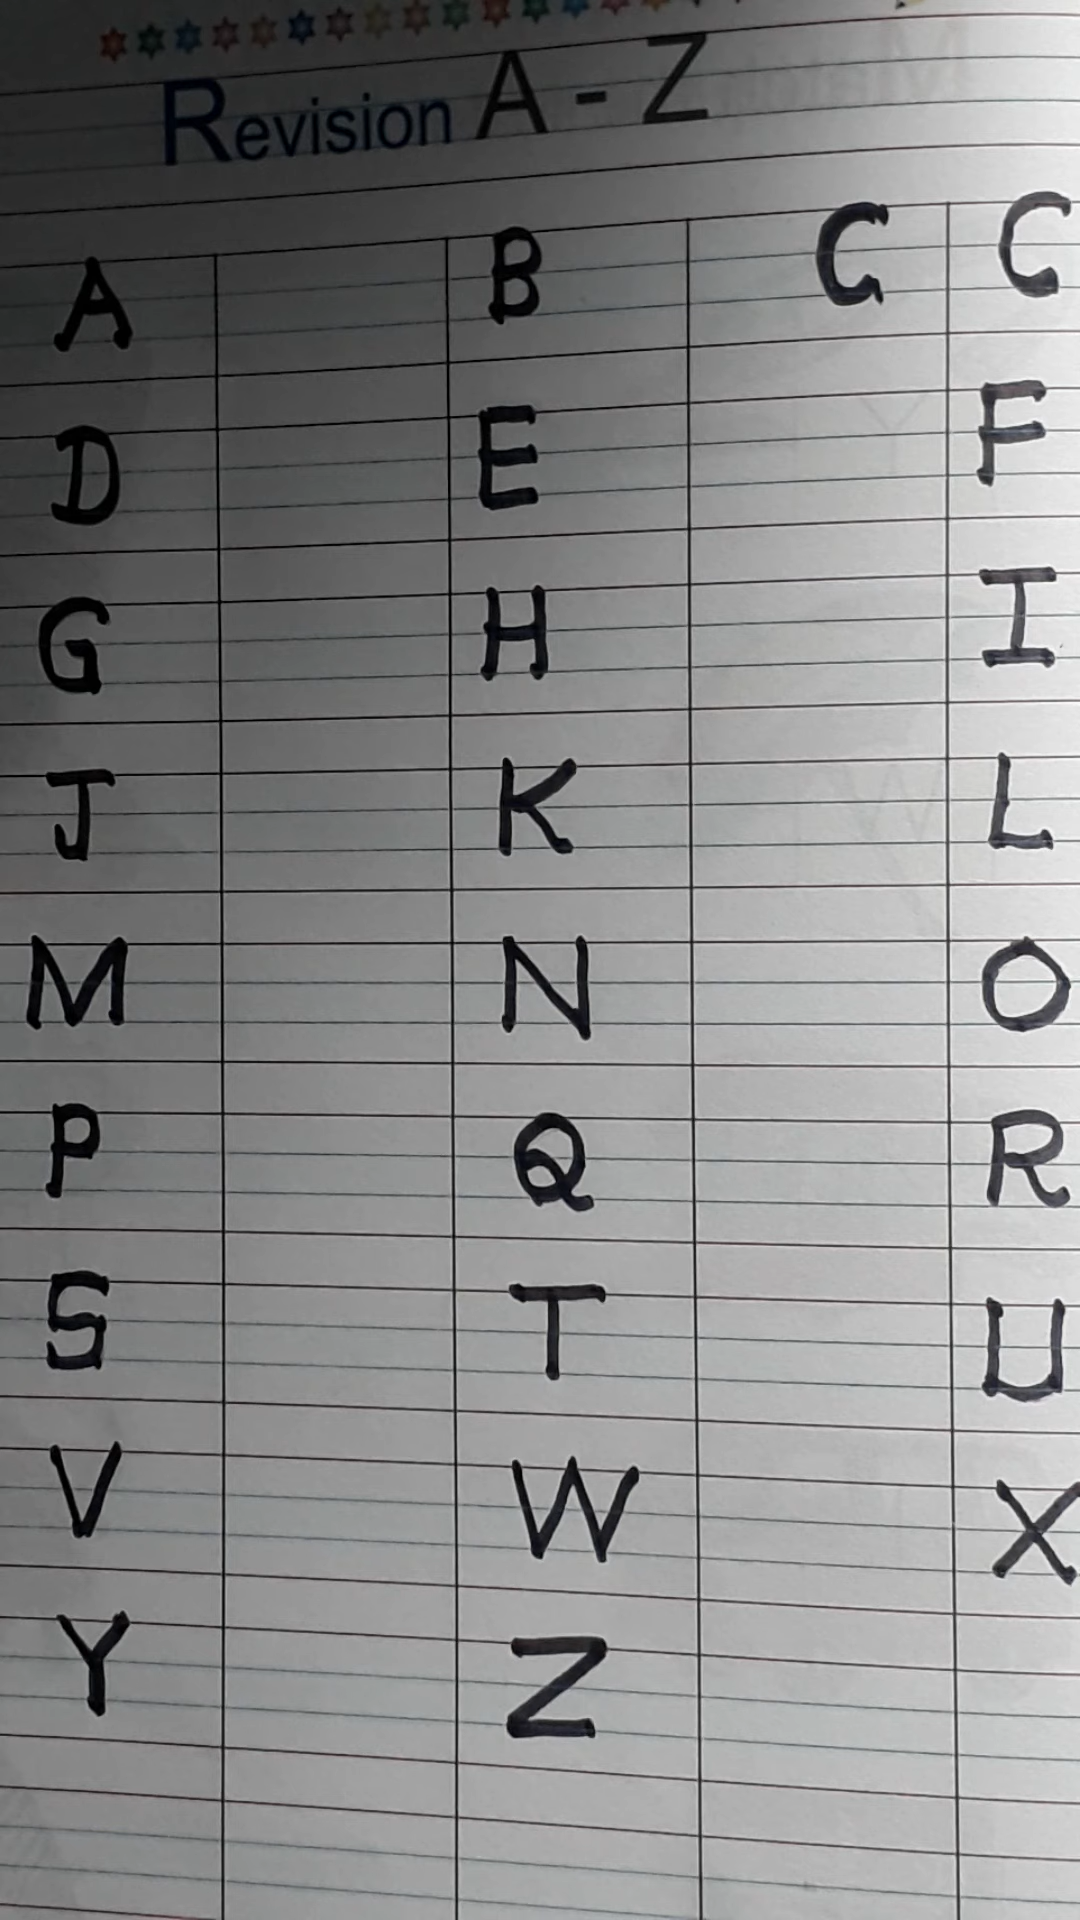 Revision A - Z
A B C C
D E F
G H I
J K L
M N O
P Q R
S T U
V W X
Y Z